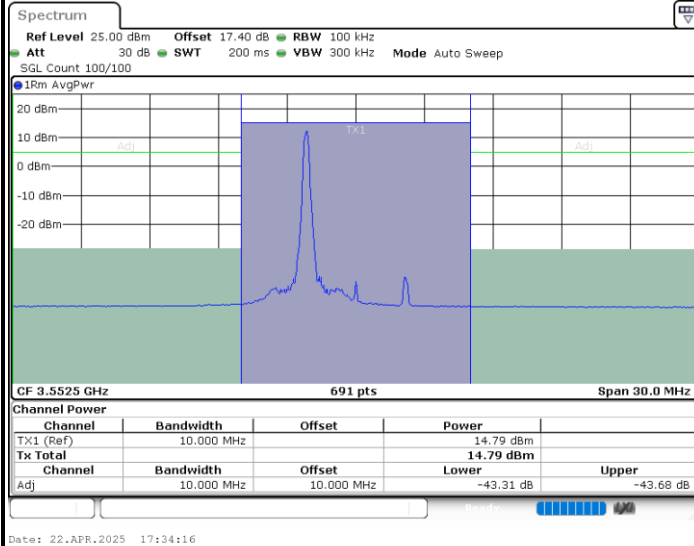 Spectrum
Ref Level 25.00 dBm Offset 17.40 dB RBW 100 kHz
Att 30 dB SWT 200 ms VBW 300 kHz Mode Auto Sweep
SGL Count 100/100
1Rm AvgPwr
20 dBm
TX1
10 dBm
Adj Adj
0 dBm
-10 dBm
-20 dBm
CF 3.5525 GHz 691 pts Span 30.0 MHz
Channel Power
Channel Bandwidth Offset Power
TX1 (Ref) 10.000 MHz 14.79 dBm
Tx Total 14.79 dBm
Channel Bandwidth Offset Lower Upper
Adj 10.000 MHz 10.000 MHz -43.31 dB -43.68 dB
Ready
Date: 22.APR.2025 17:34:16